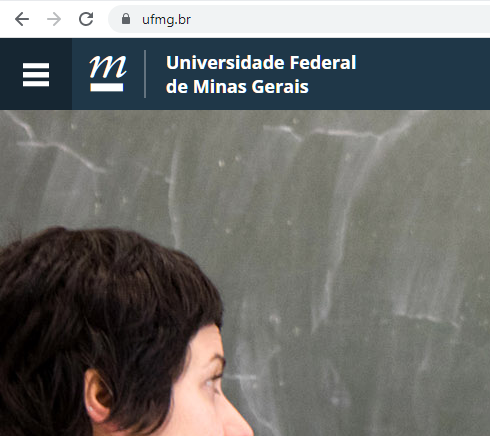 ufmg.br
m
Universidade Federal
de Minas Gerais